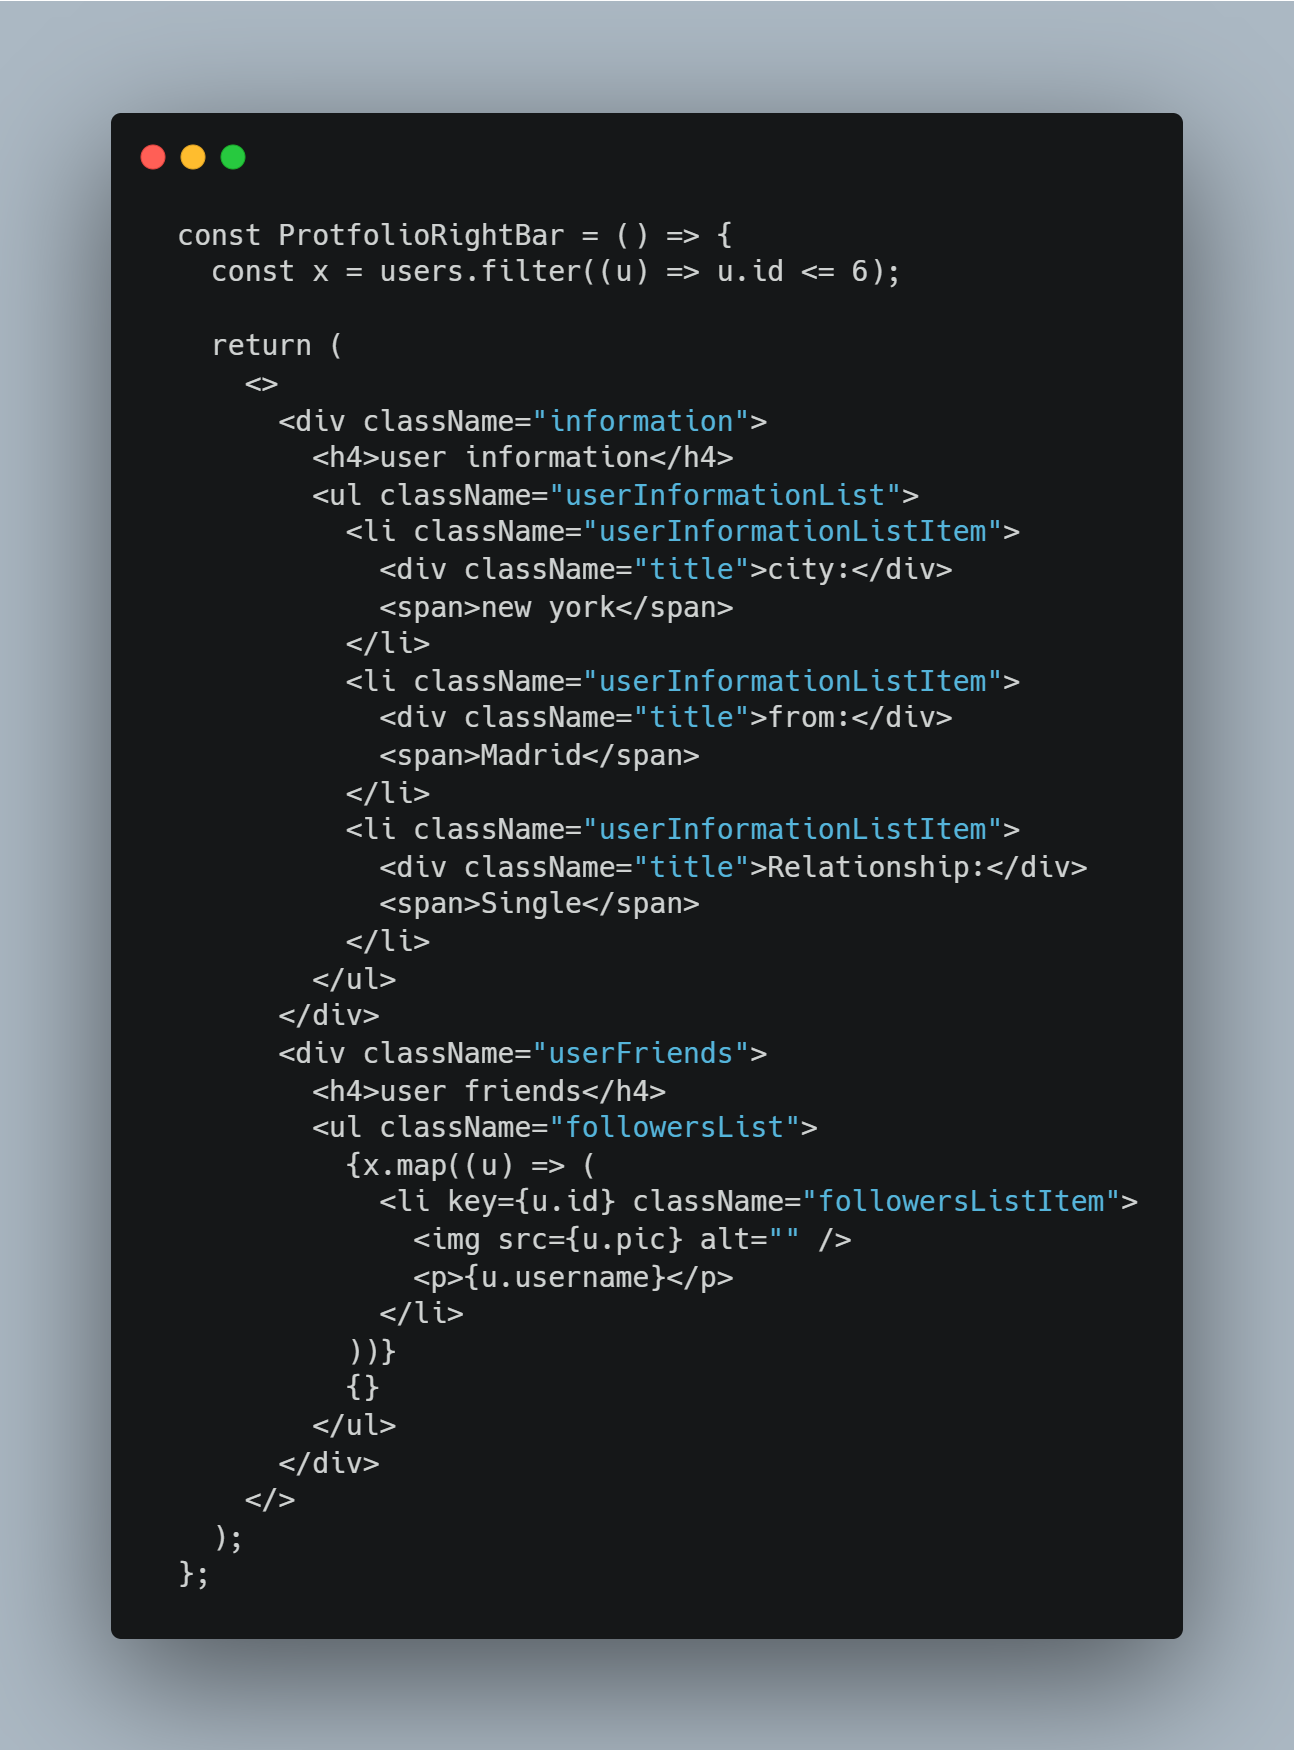 const ProtfolioRightBar = () => {
  const x = users.filter((u) => u.id <= 6);

  return (
    <>
      <div className="information">
        <h4>user information</h4>
        <ul className="userInformationList">
          <li className="userInformationListItem">
            <div className="title">city:</div>
            <span>new york</span>
          </li>
          <li className="userInformationListItem">
            <div className="title">from:</div>
            <span>Madrid</span>
          </li>
          <li className="userInformationListItem">
            <div className="title">Relationship:</div>
            <span>Single</span>
          </li>
        </ul>
      </div>
      <div className="userFriends">
        <h4>user friends</h4>
        <ul className="followersList">
          {x.map((u) => (
            <li key={u.id} className="followersListItem">
              <img src={u.pic} alt="" />
              <p>{u.username}</p>
            </li>
          ))}
          {}
        </ul>
      </div>
    </>
  );
};